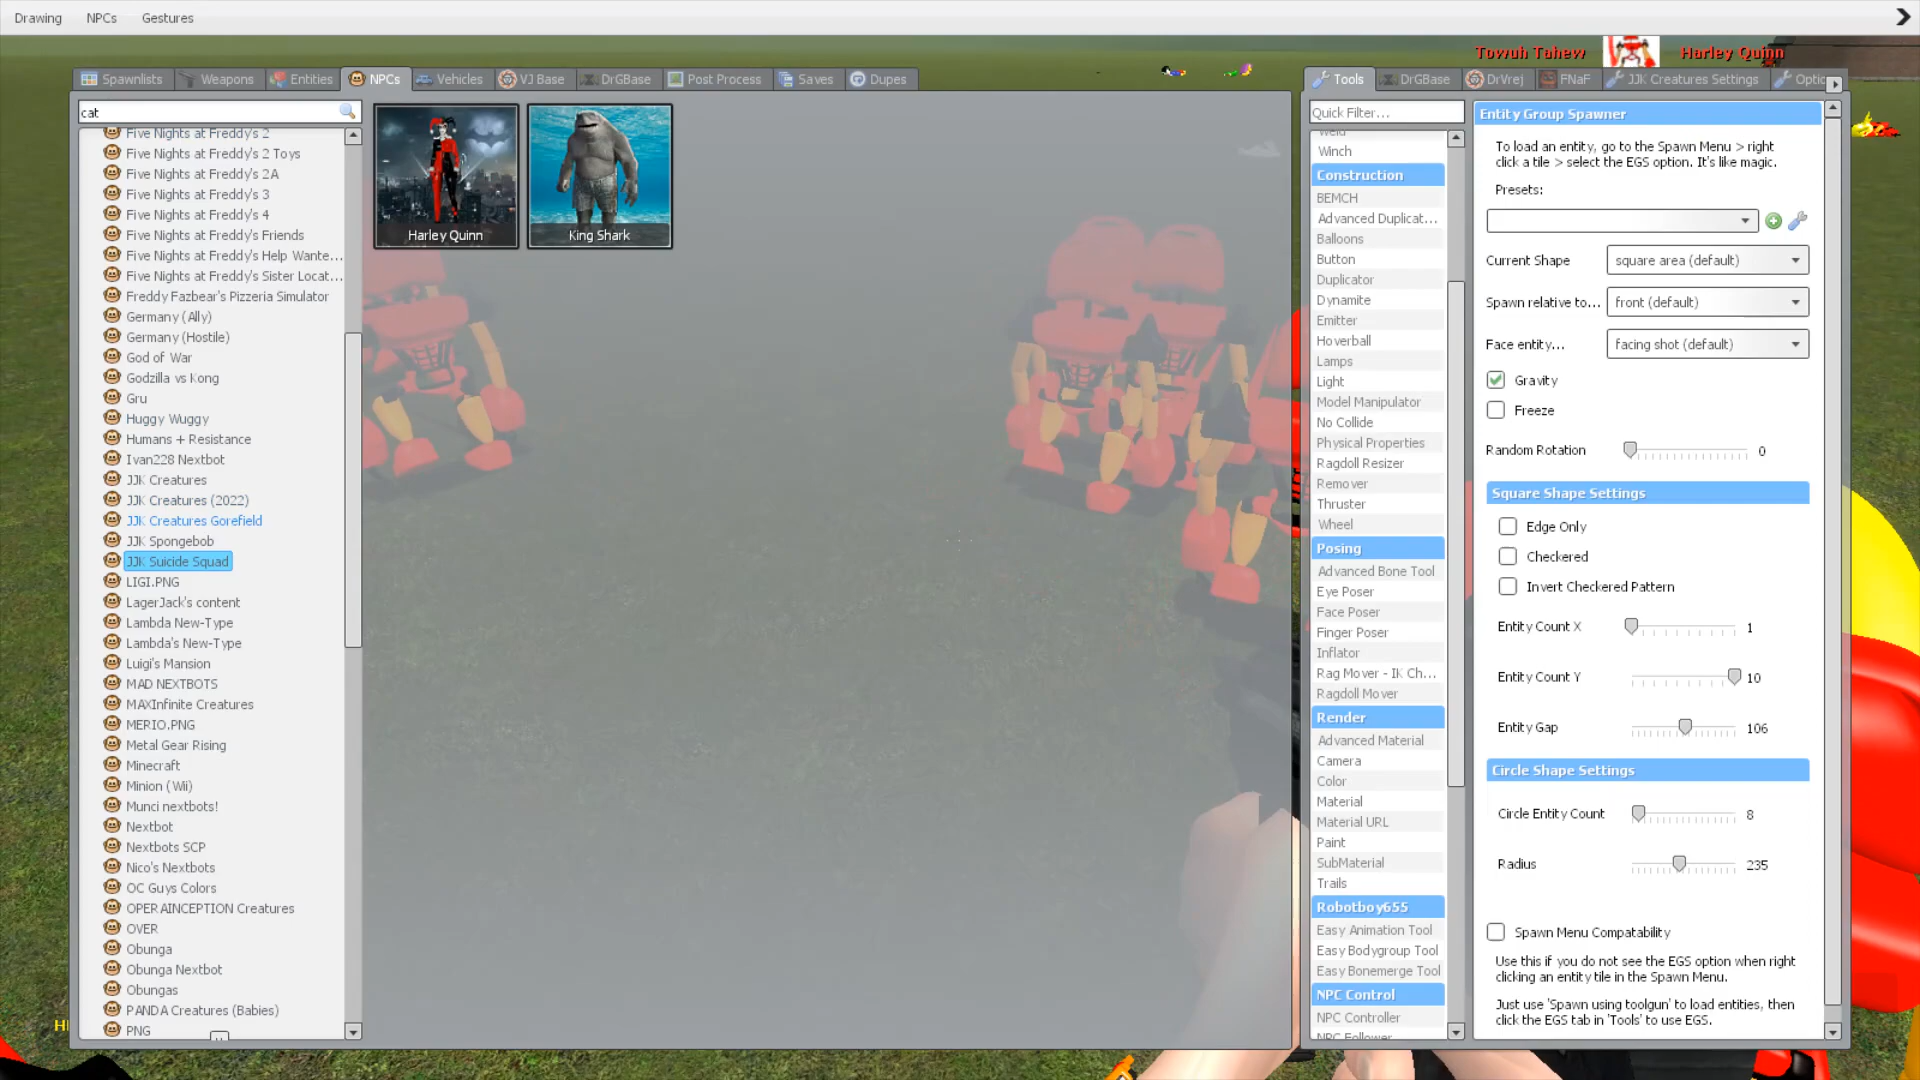 Drawing NPCs Gestures
Towuh Tahew Harley Quinn
Spawnlists Weapons Entities NPCs Vehicles VJ Base DrGBase Post Process Saves Dupes
Tools DrGBase DrVrej FNaF JJK Creatures Settings Optic
cat
Five Nights at Freddy's 2
Five Nights at Freddy's 2 Toys
Five Nights at Freddy's 2A
Five Nights at Freddy's 3
Five Nights at Freddy's 4
Five Nights at Freddy's Friends
Five Nights at Freddy's Help Wante...
Five Nights at Freddy's Sister Locat...
Freddy Fazbear's Pizzeria Simulator
Germany (Ally)
Germany (Hostile)
God of War
Godzilla vs Kong
Gru
Huggy Wuggy
Humans + Resistance
Ivan228 Nextbot
JJK Creatures
JJK Creatures (2022)
JJK Creatures Gorefield
JJK Spongebob
JJK Suicide Squad
LIGI.PNG
LagerJack's content
Lambda New-Type
Lambda's New-Type
Luigi's Mansion
MAD NEXTBOTS
MAXInfinite Creatures
MERIO.PNG
Metal Gear Rising
Minecraft
Minion (Wii)
Munci nextbots!
Nextbot
Nextbots SCP
Nico's Nextbots
OC Guys Colors
OPERAINCEPTION Creatures
OVER
Obunga
Obunga Nextbot
Obungas
PANDA Creatures (Babies)
PNG
Harley Quinn
King Shark
Quick Filter...
Weld
Winch
Construction
BEMCH
Advanced Duplicat...
Balloons
Button
Duplicator
Dynamite
Emitter
Hoverball
Lamps
Light
Model Manipulator
No Collide
Physical Properties
Ragdoll Resizer
Remover
Thruster
Wheel
Posing
Advanced Bone Tool
Eye Poser
Face Poser
Finger Poser
Inflator
Rag Mover - IK Ch...
Ragdoll Mover
Render
Advanced Material
Camera
Color
Material
Material URL
Paint
SubMaterial
Trails
Robotboy655
Easy Animation Tool
Easy Bodygroup Tool
Easy Bonemerge Tool
NPC Control
NPC Controller
NPC Follower
Entity Group Spawner
To load an entity, go to the Spawn Menu > right
click a tile > select the EGS option. It's like magic.
Presets:
Current Shape square area (default)
Spawn relative to... front (default)
Face entity... facing shot (default)
Gravity
Freeze
Random Rotation 0
Square Shape Settings
Edge Only
Checkered
Invert Checkered Pattern
Entity Count X 1
Entity Count Y 10
Entity Gap 106
Circle Shape Settings
Circle Entity Count 8
Radius 235
Spawn Menu Compatability
Use this if you do not see the EGS option when right
clicking an entity tile in the Spawn Menu.
Just use 'Spawn using toolgun' to load entities, then
click the EGS tab in 'Tools' to use EGS.